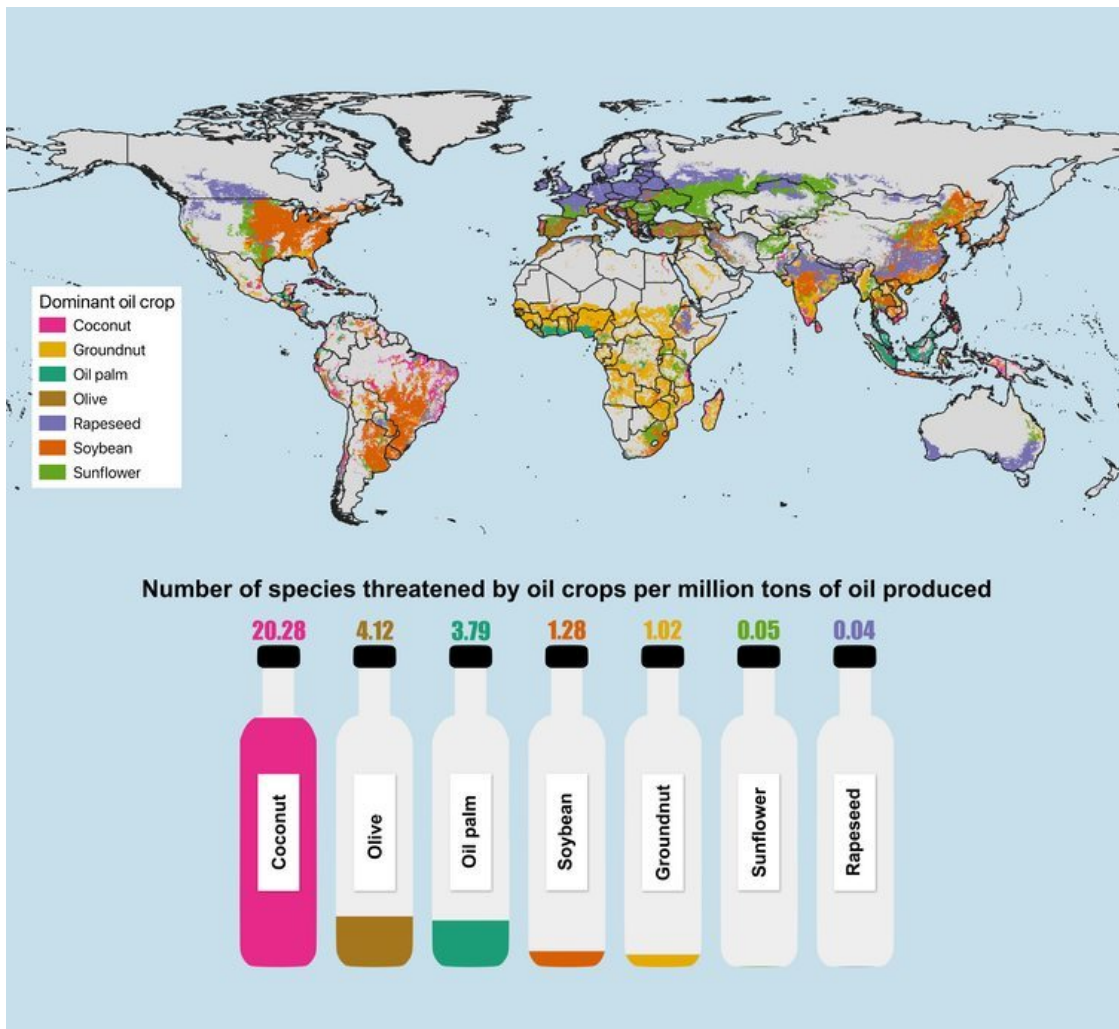 Dominant oil crop
Coconut
Groundnut
Oil palm
Olive
Rapeseed
Soybean
Sunflower
Number of species threatened by oil crops per million tons of oil produced
20.28 4.12 3.79 1.28 1.02 0.05 0.04
Coconut
Olive
Oil palm
Soybean
Groundnut
Sunflower
Rapeseed